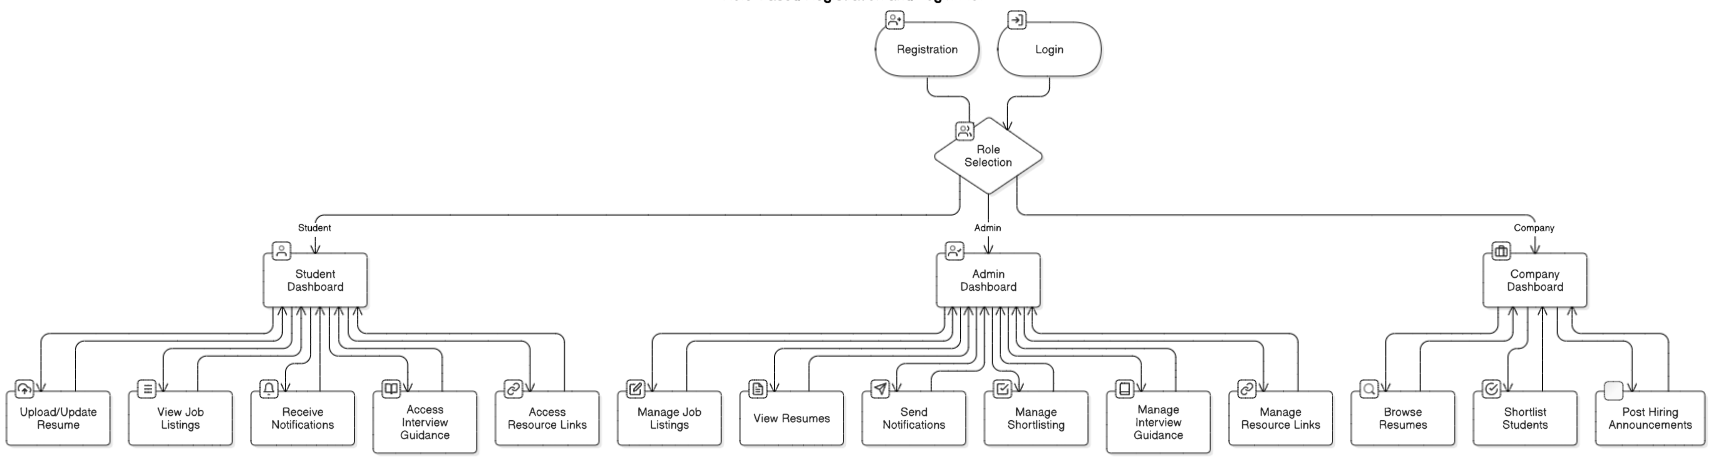 Registration
Login
Role
Selection
Student
Admin
Company
Student
Dashboard
Admin
Dashboard
Company
Dashboard
Upload/Update
Resume
View Job
Listings
Receive
Notifications
Access
Interview
Guidance
Access
Resource Links
Manage Job
Listings
View Resumes
Send
Notifications
Manage
Shortlisting
Manage
Interview
Guidance
Manage
Resource Links
Browse
Resumes
Shortlist
Students
Post Hiring
Announcements